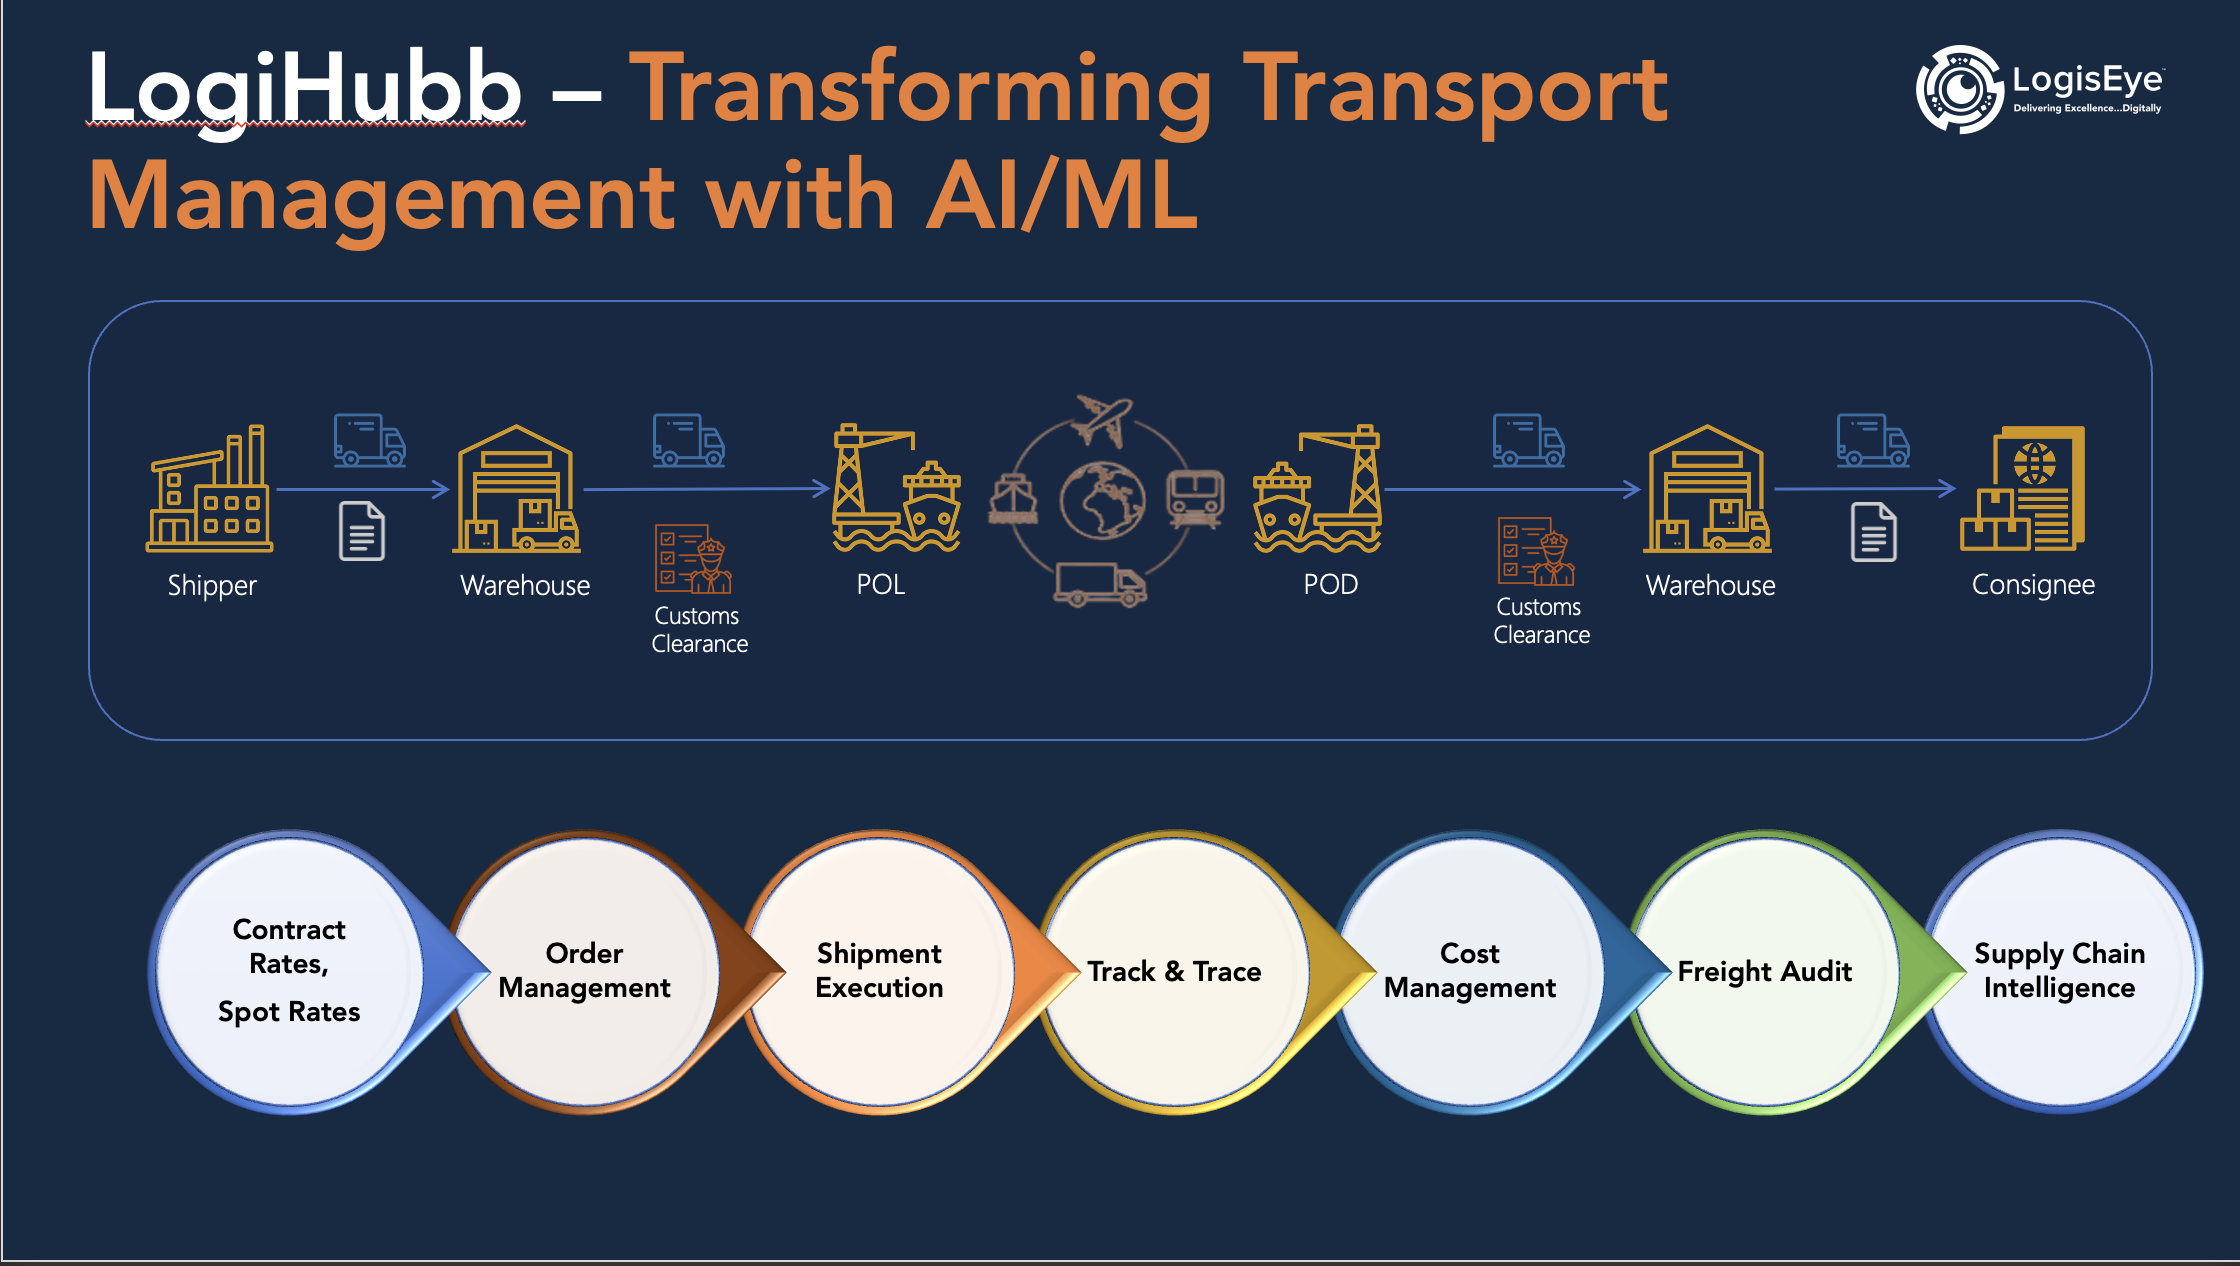 LogiHubb – Transforming Transport
Management with AI/ML
LogisEye™
Delivering Excellence...Digitally
Shipper
Warehouse
Customs
Clearance
POL
POD
Customs
Clearance
Warehouse
Consignee
Contract
Rates,
Spot Rates
Order
Management
Shipment
Execution
Track & Trace
Cost
Management
Freight Audit
Supply Chain
Intelligence